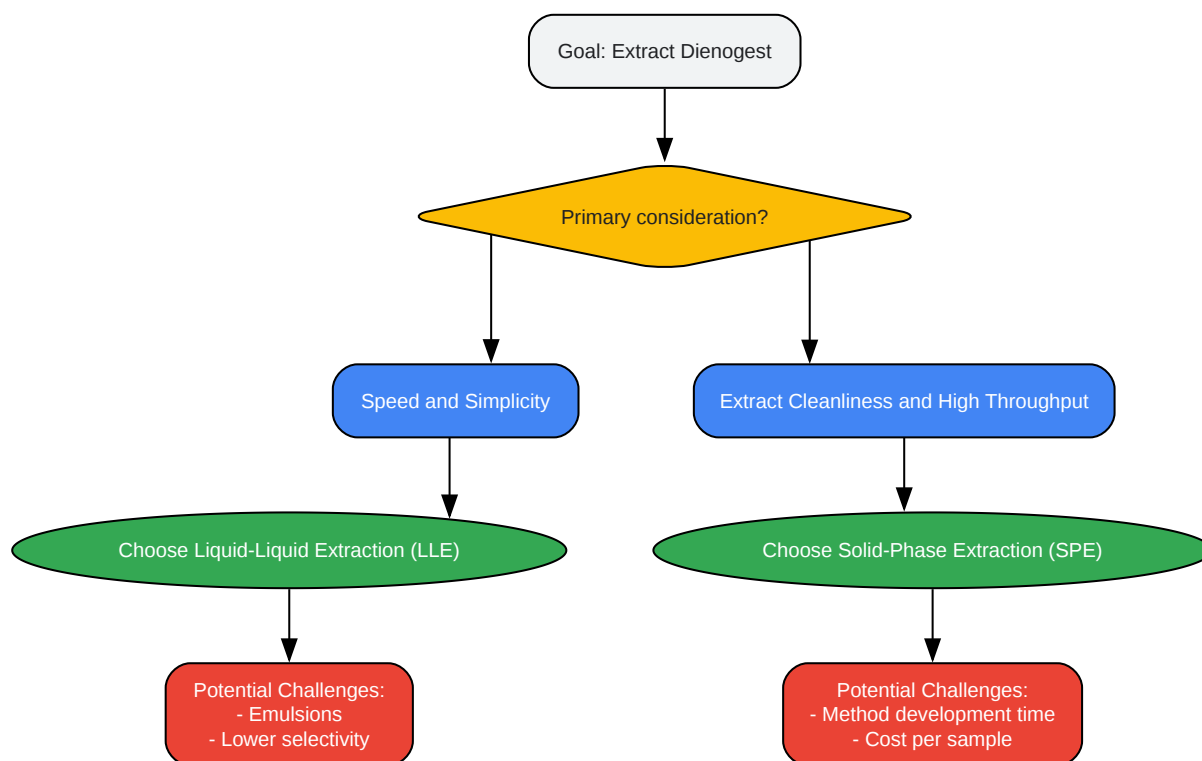 Goal: Extract Dienogest
Primary consideration?
Speed and Simplicity
Extract Cleanliness and High Throughput
Choose Liquid-Liquid Extraction (LLE)
Choose Solid-Phase Extraction (SPE)
Potential Challenges:
- Emulsions
- Lower selectivity
Potential Challenges:
- Method development time
- Cost per sample